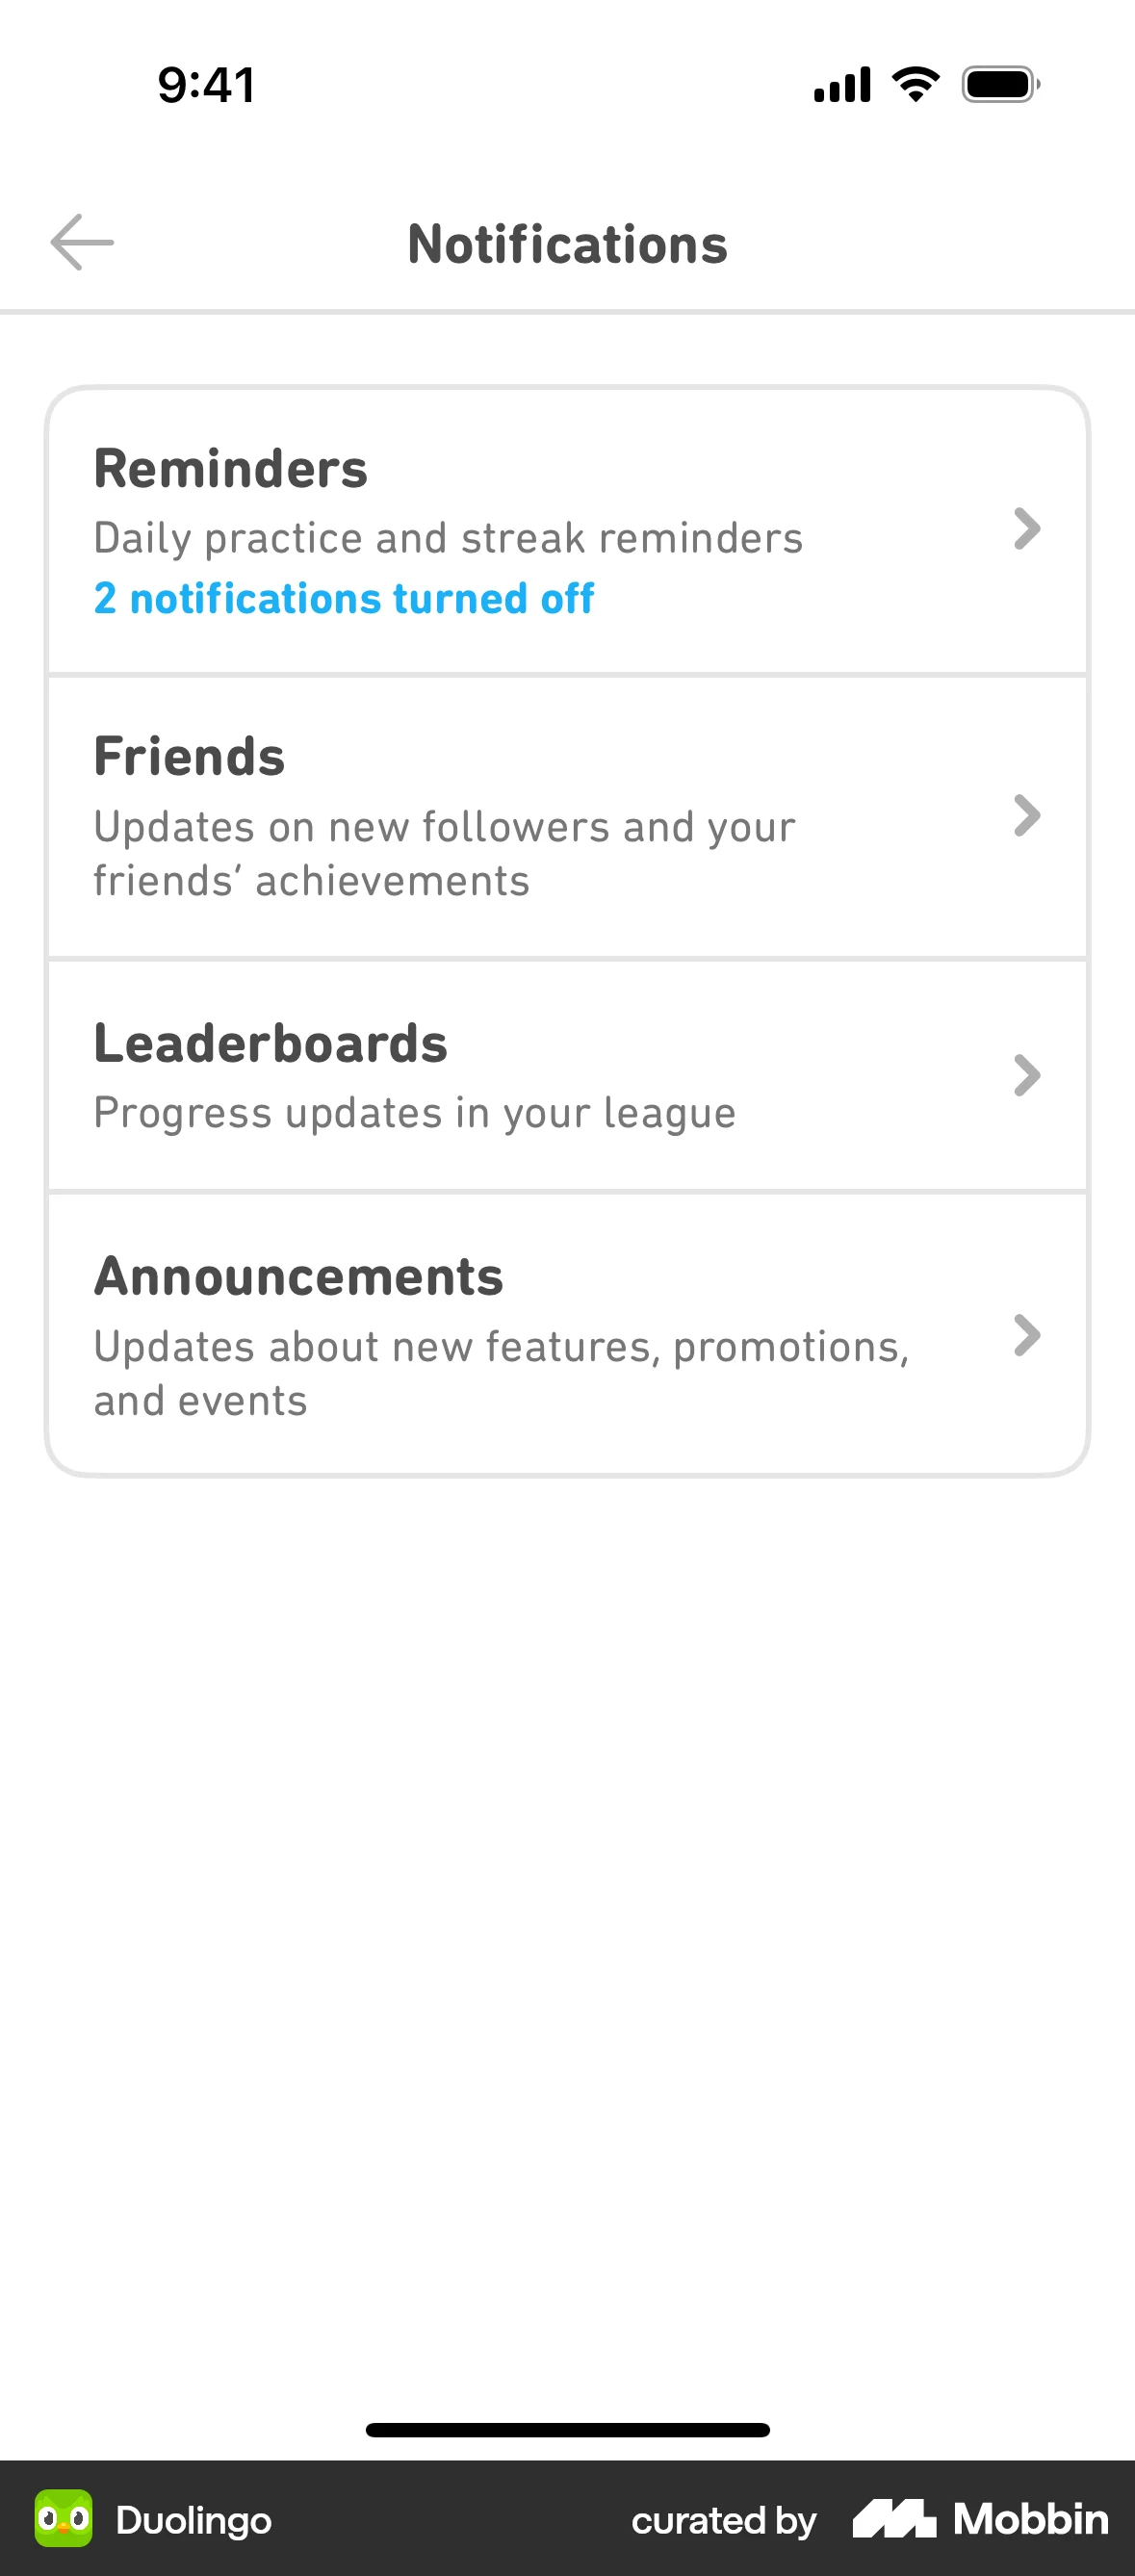 9:41
Notifications
Reminders
Daily practice and streak reminders
2 notifications turned off
Friends
Updates on new followers and your
friends’ achievements
Leaderboards
Progress updates in your league
Announcements
Updates about new features, promotions,
and events
Duolingo
curated by
Mobbin